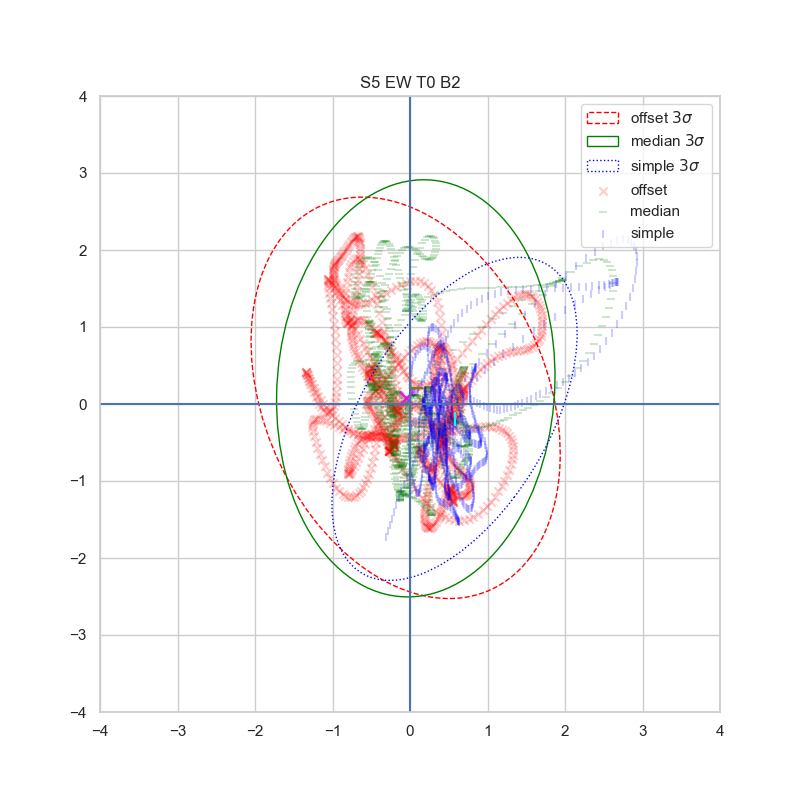 S5 EW T0 B2
offset 3σ
median 3σ
simple 3σ
offset
median
simple
4
3
2
1
0
−1
−2
−3
−4
−4 −3 −2 −1 0 1 2 3 4